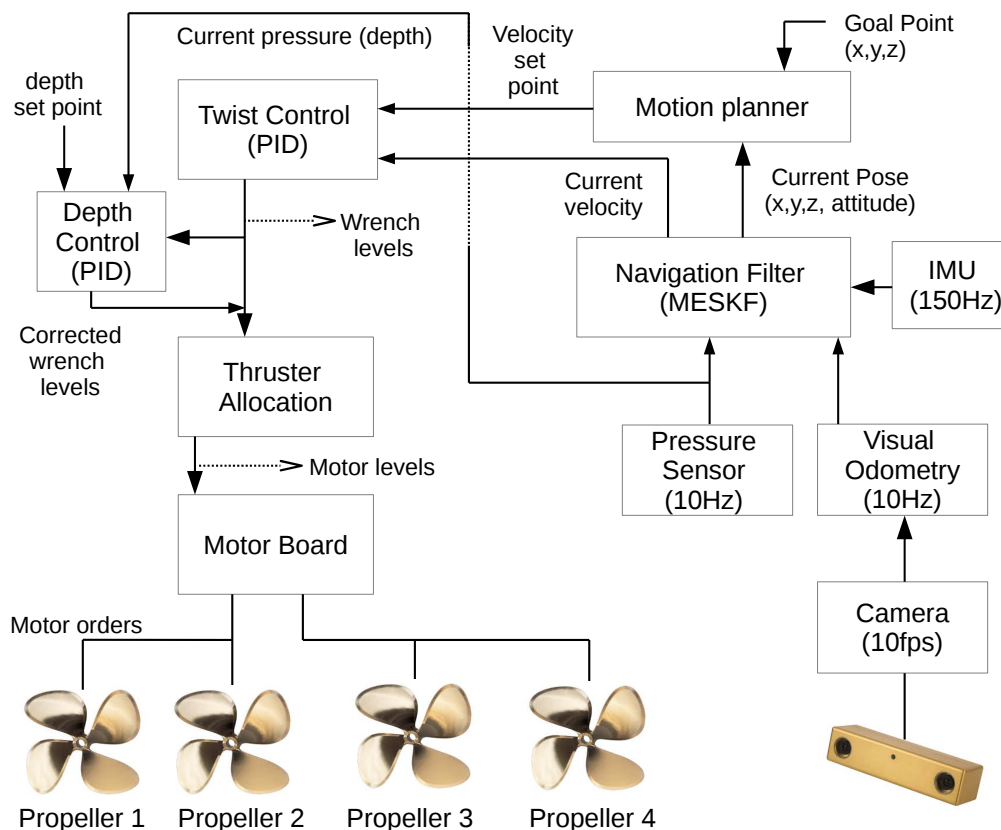 Current pressure (depth)
Velocity
set
point
Goal Point
(x,y,z)
depth
set point
Twist Control
(PID)
Motion planner
Depth
Control
(PID)
Wrench
levels
Current
velocity
Current Pose
(x,y,z, attitude)
Navigation Filter
(MESKF)
IMU
(150Hz)
Corrected
wrench
levels
Thruster
Allocation
Pressure
Sensor
(10Hz)
Visual
Odometry
(10Hz)
Motor levels
Motor Board
Camera
(10fps)
Motor orders
Propeller 1
Propeller 2
Propeller 3
Propeller 4